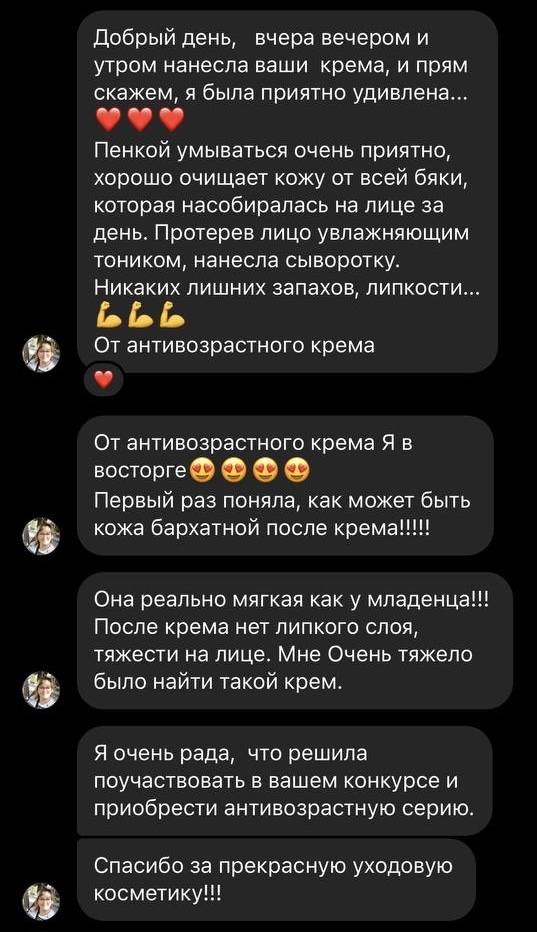 Добрый день,   вчера вечером и
утром нанесла ваши  крема, и прям
скажем, я была приятно удивлена...
❤️❤️❤️
Пенкой умываться очень приятно,
хорошо очищает кожу от всей бяки,
которая насобиралась на лице за
день. Протерев лицо увлажняющим
тоником, нанесла сыворотку.
Никаких лишних запахов, липкости...
💪💪💪
От антивозрастного крема
❤️
От антивозрастного крема Я в
восторге😍😍😍😍
Первый раз поняла, как может быть
кожа бархатной после крема!!!!!
Она реально мягкая как у младенца!!!
После крема нет липкого слоя,
тяжести на лице. Мне Очень тяжело
было найти такой крем.
Я очень рада,  что решила
поучаствовать в вашем конкурсе и
приобрести антивозрастную серию.
Спасибо за прекрасную уходовую
косметику!!!